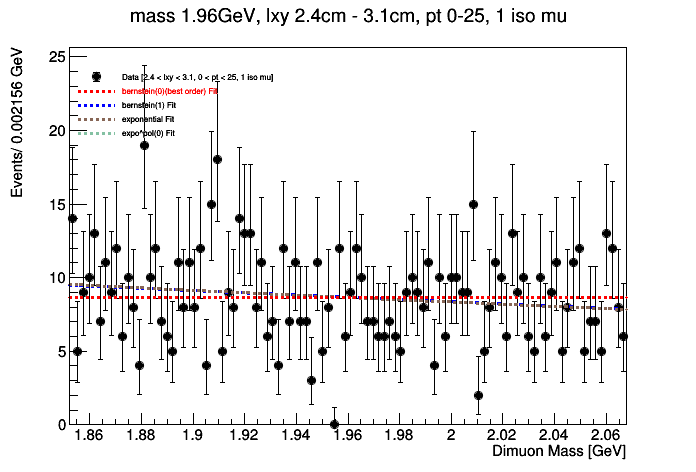 mass 1.96GeV, lxy 2.4cm - 3.1cm, pt 0-25, 1 iso mu
Events/ 0.002156 GeV
25
20
15
10
5
0
Data [2.4 < lxy < 3.1, 0 < pt < 25, 1 iso mu]
bernstein(0)(best order) Fit
bernstein(1) Fit
exponential Fit
expo*pol(0) Fit
1.86 1.88 1.9 1.92 1.94 1.96 1.98 2 2.02 2.04 2.06
Dimuon Mass [GeV]